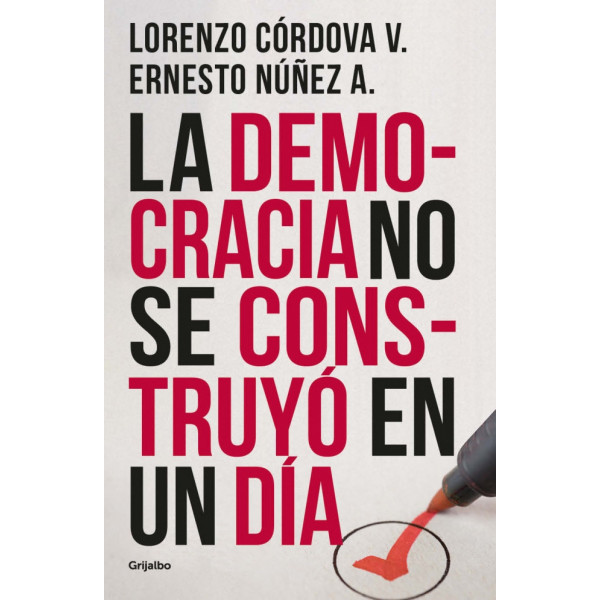 LORENZO CÓRDOVA V.
ERNESTO NÚÑEZ A.
LA DEMO-
CRACIA NO
SE CONS-
TRUYÓ EN
UN DÍA
Grijalbo